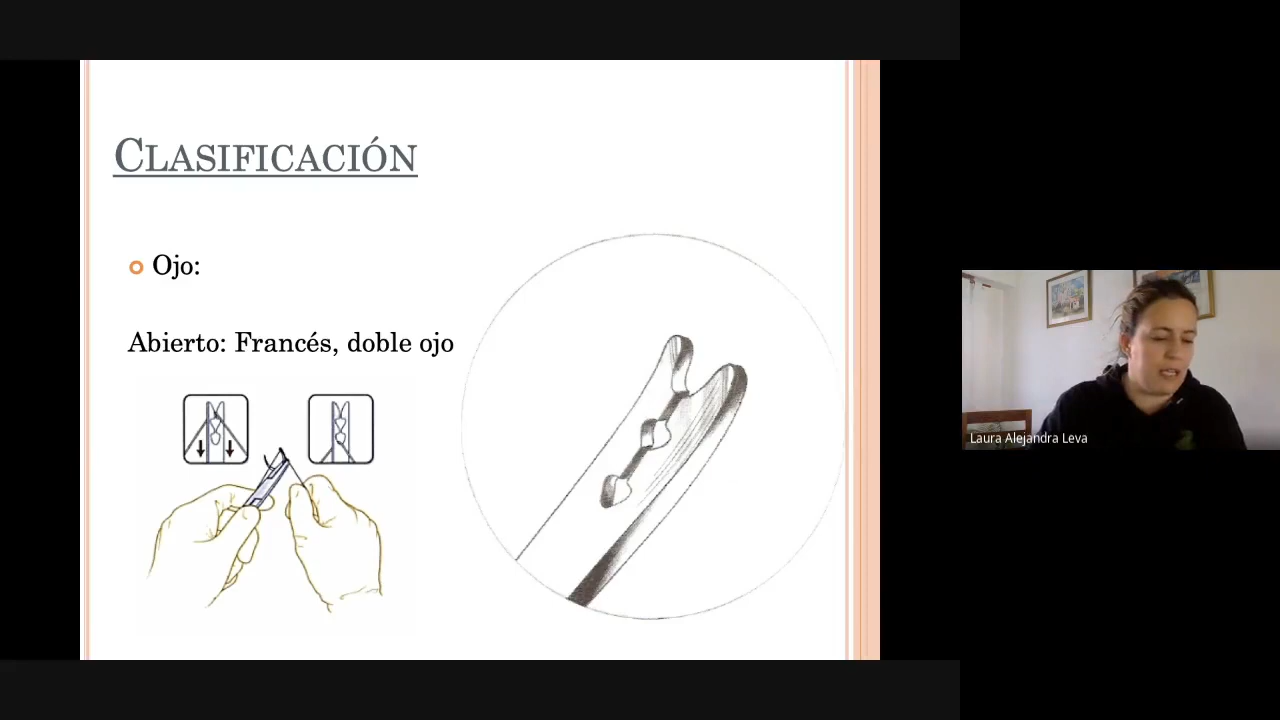 CLASIFICACIÓN
Ojo:
Abierto: Francés, doble ojo
Laura Alejandra Leva